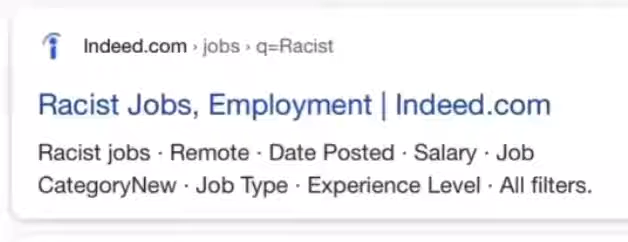 Indeed.com › jobs › q=Racist
Racist Jobs, Employment | Indeed.com
Racist jobs · Remote · Date Posted · Salary · Job
CategoryNew · Job Type · Experience Level · All filters.